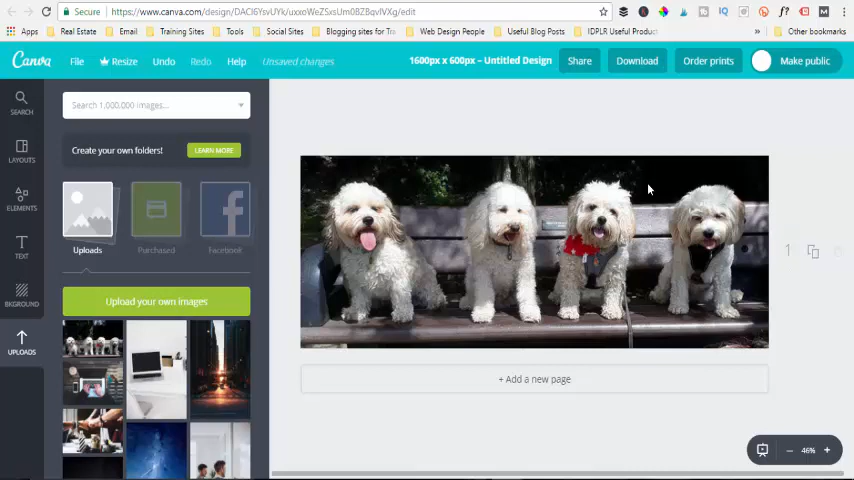 Secure https://www.canva.com/design/DACI6YsvUYk/uxxoWeZSxsUm0BZBqvIVXg/edit
Apps Real Estate Email Training Sites Tools Social Sites Blogging sites for Tra Web Design People Useful Blog Posts IDPLR Useful Product » Other bookmarks
Canva File Resize Undo Redo Help Unsaved changes 1600px x 600px – Untitled Design Share Download Order prints Make public
SEARCH
LAYOUTS
ELEMENTS
TEXT
BKGROUND
UPLOADS
Search 1,000,000 images...
Create your own folders! LEARN MORE
Uploads Purchased Facebook
Upload your own images
1
+ Add a new page
– 46% +